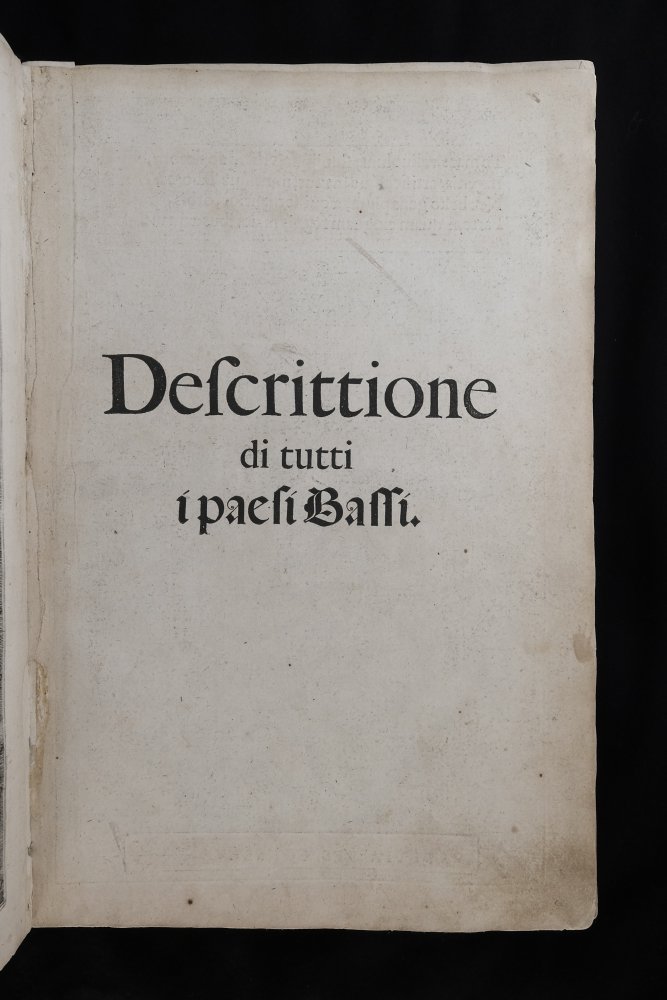 Deſcrittione
di tutti
i paeſi Baſſi.